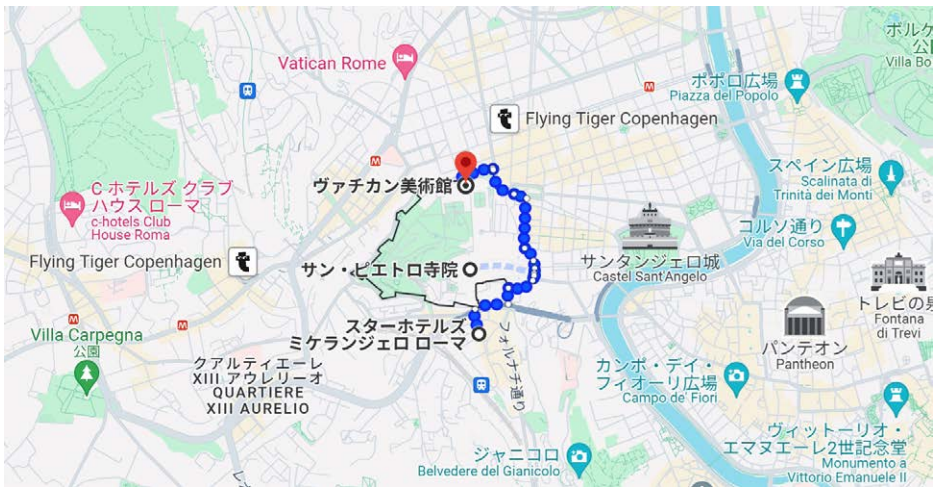 ボルケ
公園
Villa Bo
Vatican Rome
ポポロ広場
Piazza del Popolo
Flying Tiger Copenhagen
スペイン広場
Scalinata di
Trinità dei Monti
C ホテルズ クラブ
ハウス ローマ
c-hotels Club
House Roma
ヴァチカン美術館
コルソ通り
Via del Corso
Flying Tiger Copenhagen
サン・ピエトロ寺院
サンタンジェロ城
Castel Sant'Angelo
トレビの泉
Fontana
di Trevi
Villa Carpegna
公園
スターホテルズ
ミケランジェロ ローマ
フォルナチ通り
パンテオン
Pantheon
クアルティエーレ
XIII アウレリーオ
QUARTIERE
XIII AURELIO
カンポ・デイ・
フィオーリ広場
Campo de' Fiori
ヴィットーリオ・
エマヌエーレ2世記念堂
Monumento a
Vittorio Emanuele II
ジャニコロ
Belvedere del Gianicolo